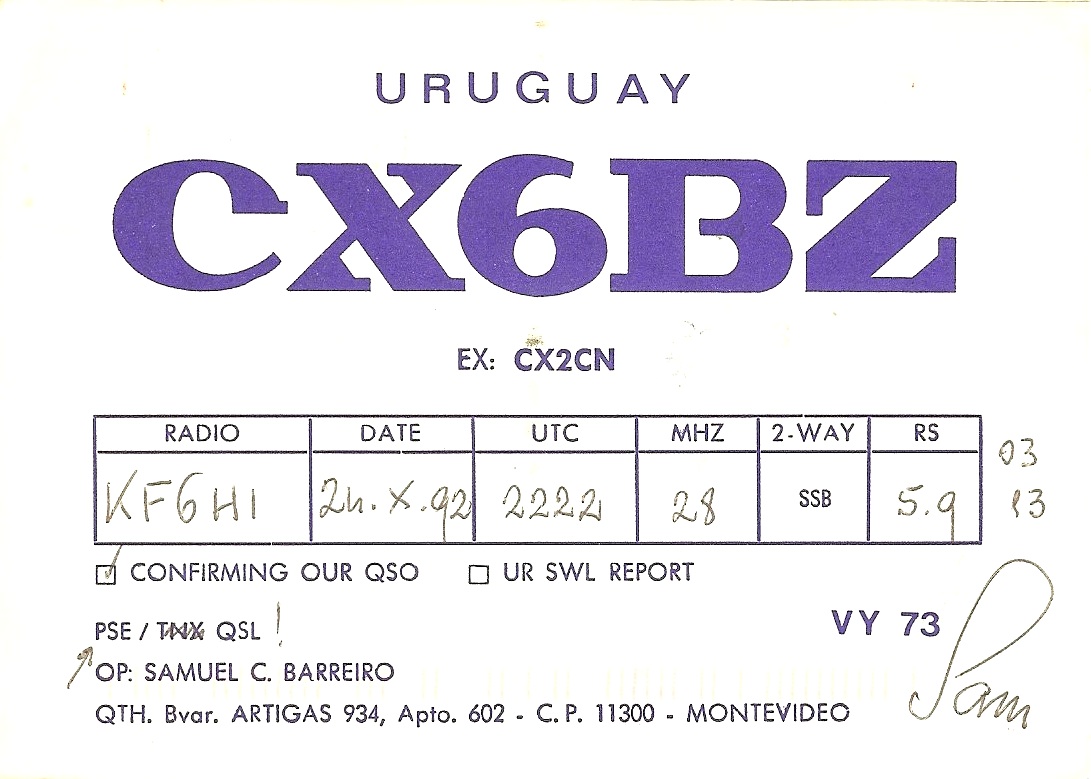 URUGUAY
CX6BZ
EX: CX2CN
RADIO DATE UTC MHZ 2-WAY RS
KF6HI 24.X.92 2222 28 SSB 5.9
03
13
CONFIRMING OUR QSO UR SWL REPORT
PSE / TNX QSL !
VY 73
OP: SAMUEL C. BARREIRO
QTH. Bvar. ARTIGAS 934, Apto. 602 - C.P. 11300 - MONTEVIDEO
Sam